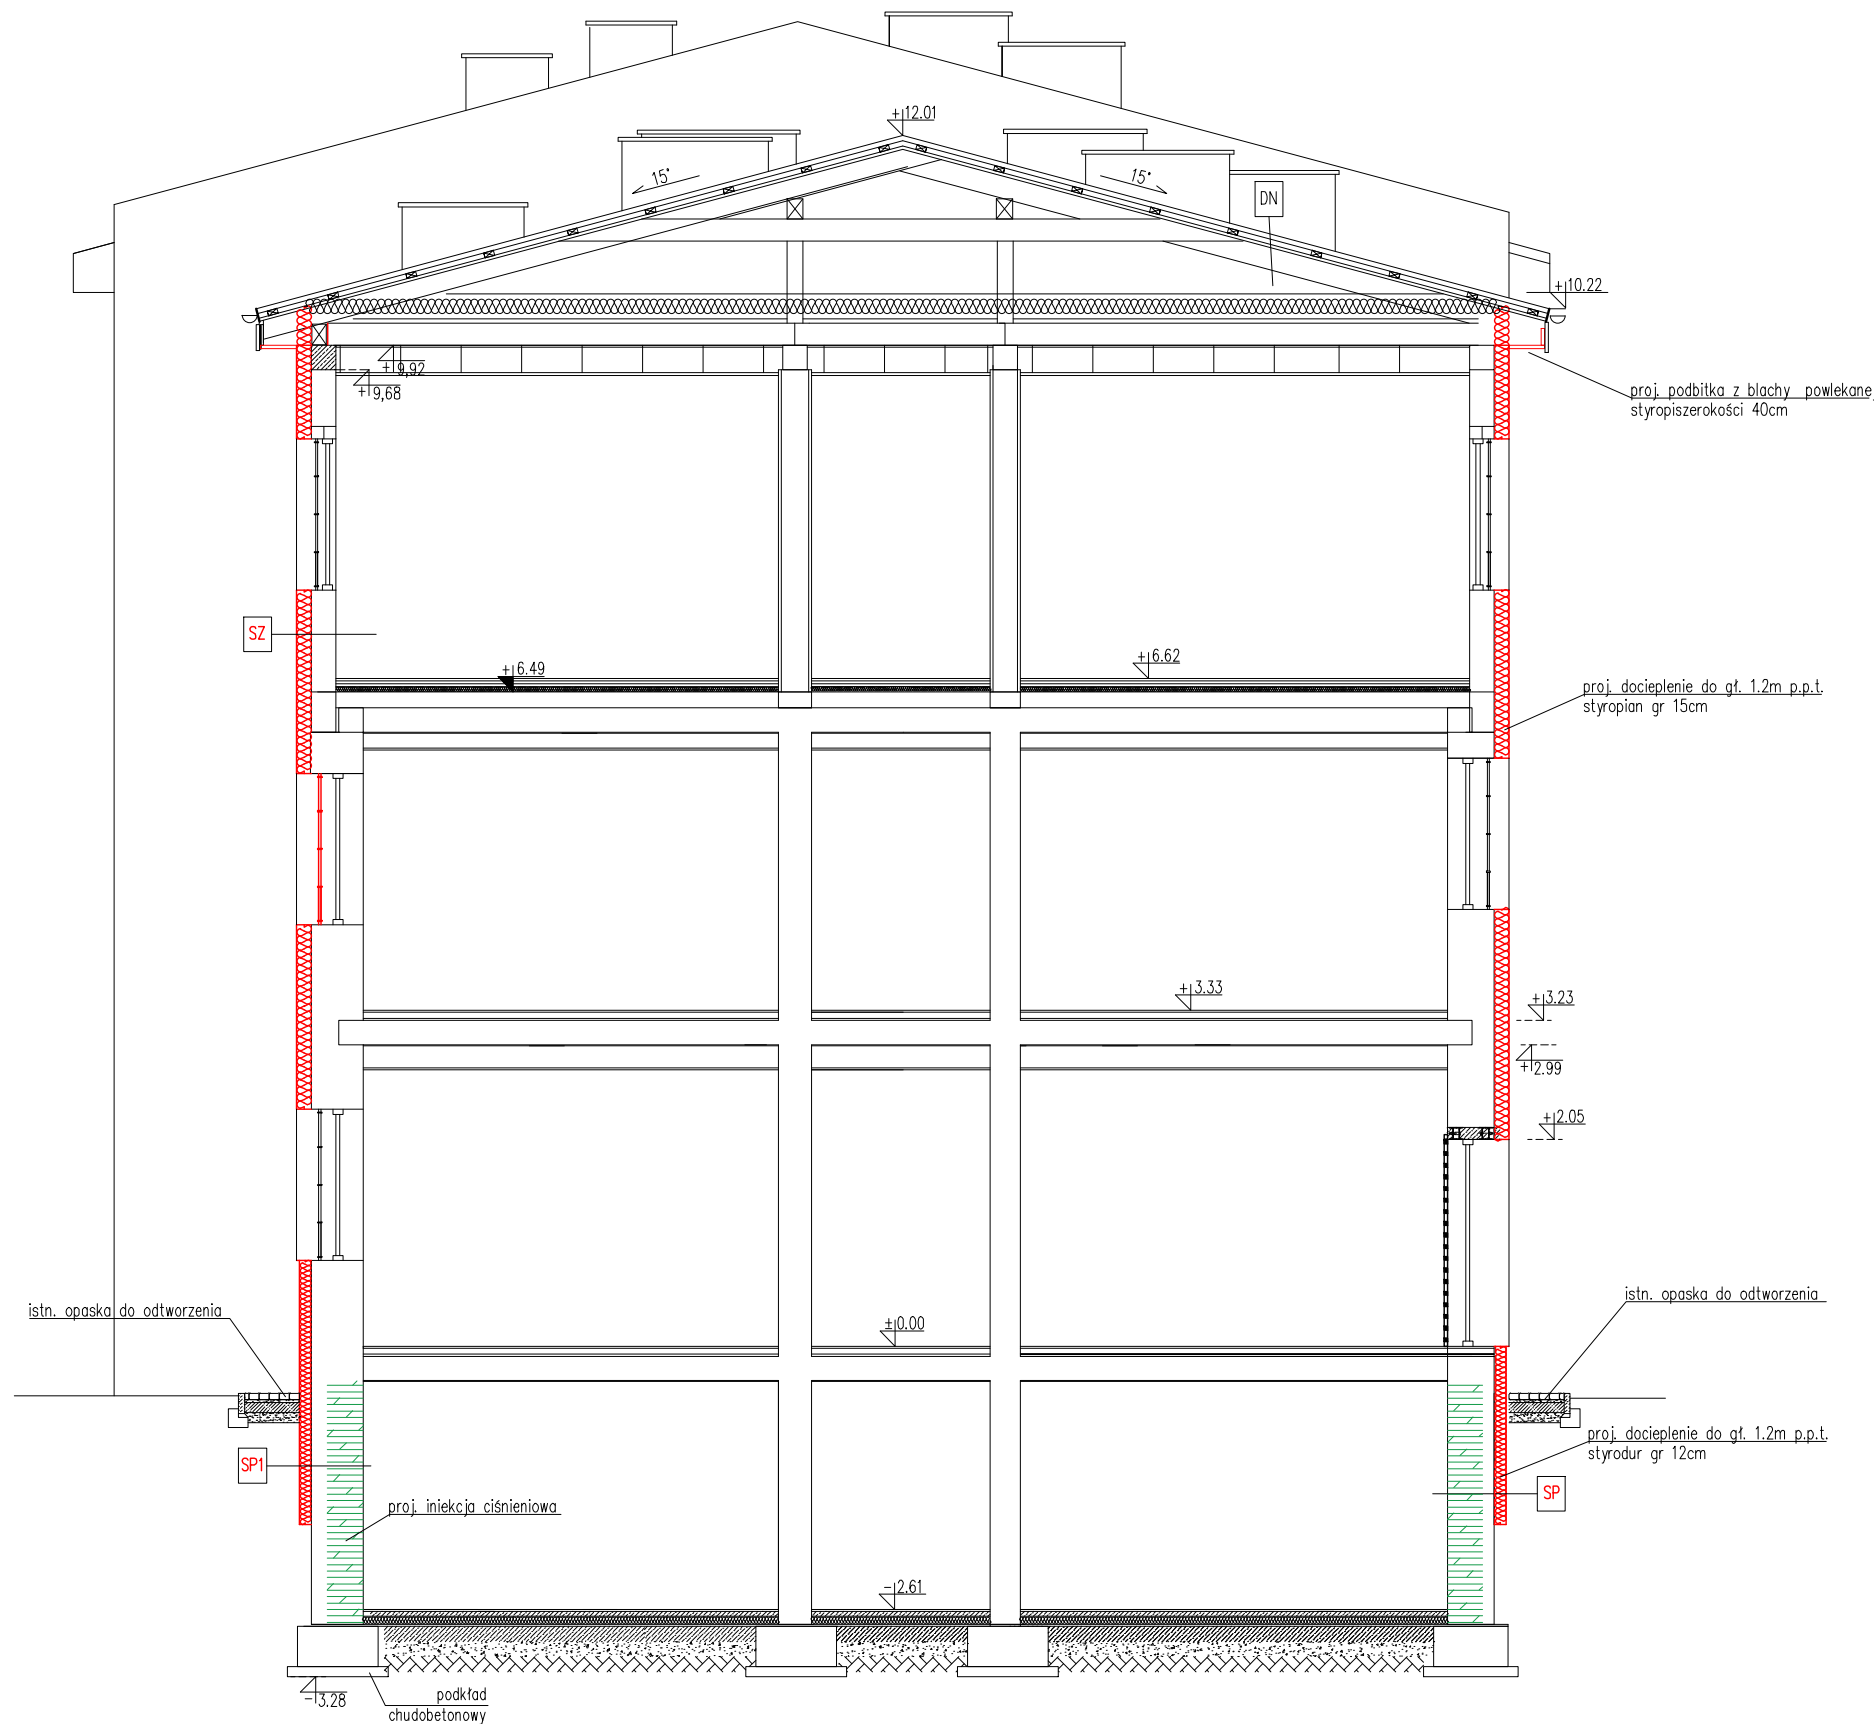 +12.01
15°
15°
DN
+10.22
+9,92
+9,68
proj. podbitka z blachy powlekane
styropiszerokości 40cm
SZ
+6.49
+6.62
proj. docieplenie do gł. 1.2m p.p.t.
styropian gr 15cm
+3.33
+3.23
+2.99
+2.05
istn. opaska do odtworzenia
±0.00
istn. opaska do odtworzenia
proj. docieplenie do gł. 1.2m p.p.t.
styrodur gr 12cm
SP1
SP
proj. iniekcja ciśnieniowa
-2.61
-3.28
podkład
chudobetonowy